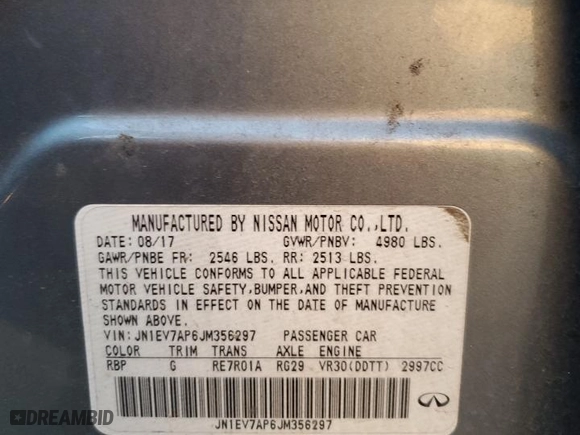 MANUFACTURED BY NISSAN MOTOR CO.,LTD.
DATE: 08/17 GVWR/PNBV: 4980 LBS.
GAWR/PNBE FR: 2546 LBS. RR: 2513 LBS.
THIS VEHICLE CONFORMS TO ALL APPLICABLE FEDERAL
MOTOR VEHICLE SAFETY, BUMPER, AND THEFT PREVENTION
STANDARDS IN EFFECT ON THE DATE OF MANUFACTURE
SHOWN ABOVE.
VIN: JN1EV7AP6JM356297 PASSENGER CAR
COLOR TRIM TRANS AXLE ENGINE
RBP G RE7R01A RG29 VR30(DDTT) 2997CC
JN1EV7AP6JM356297
DREAMBID